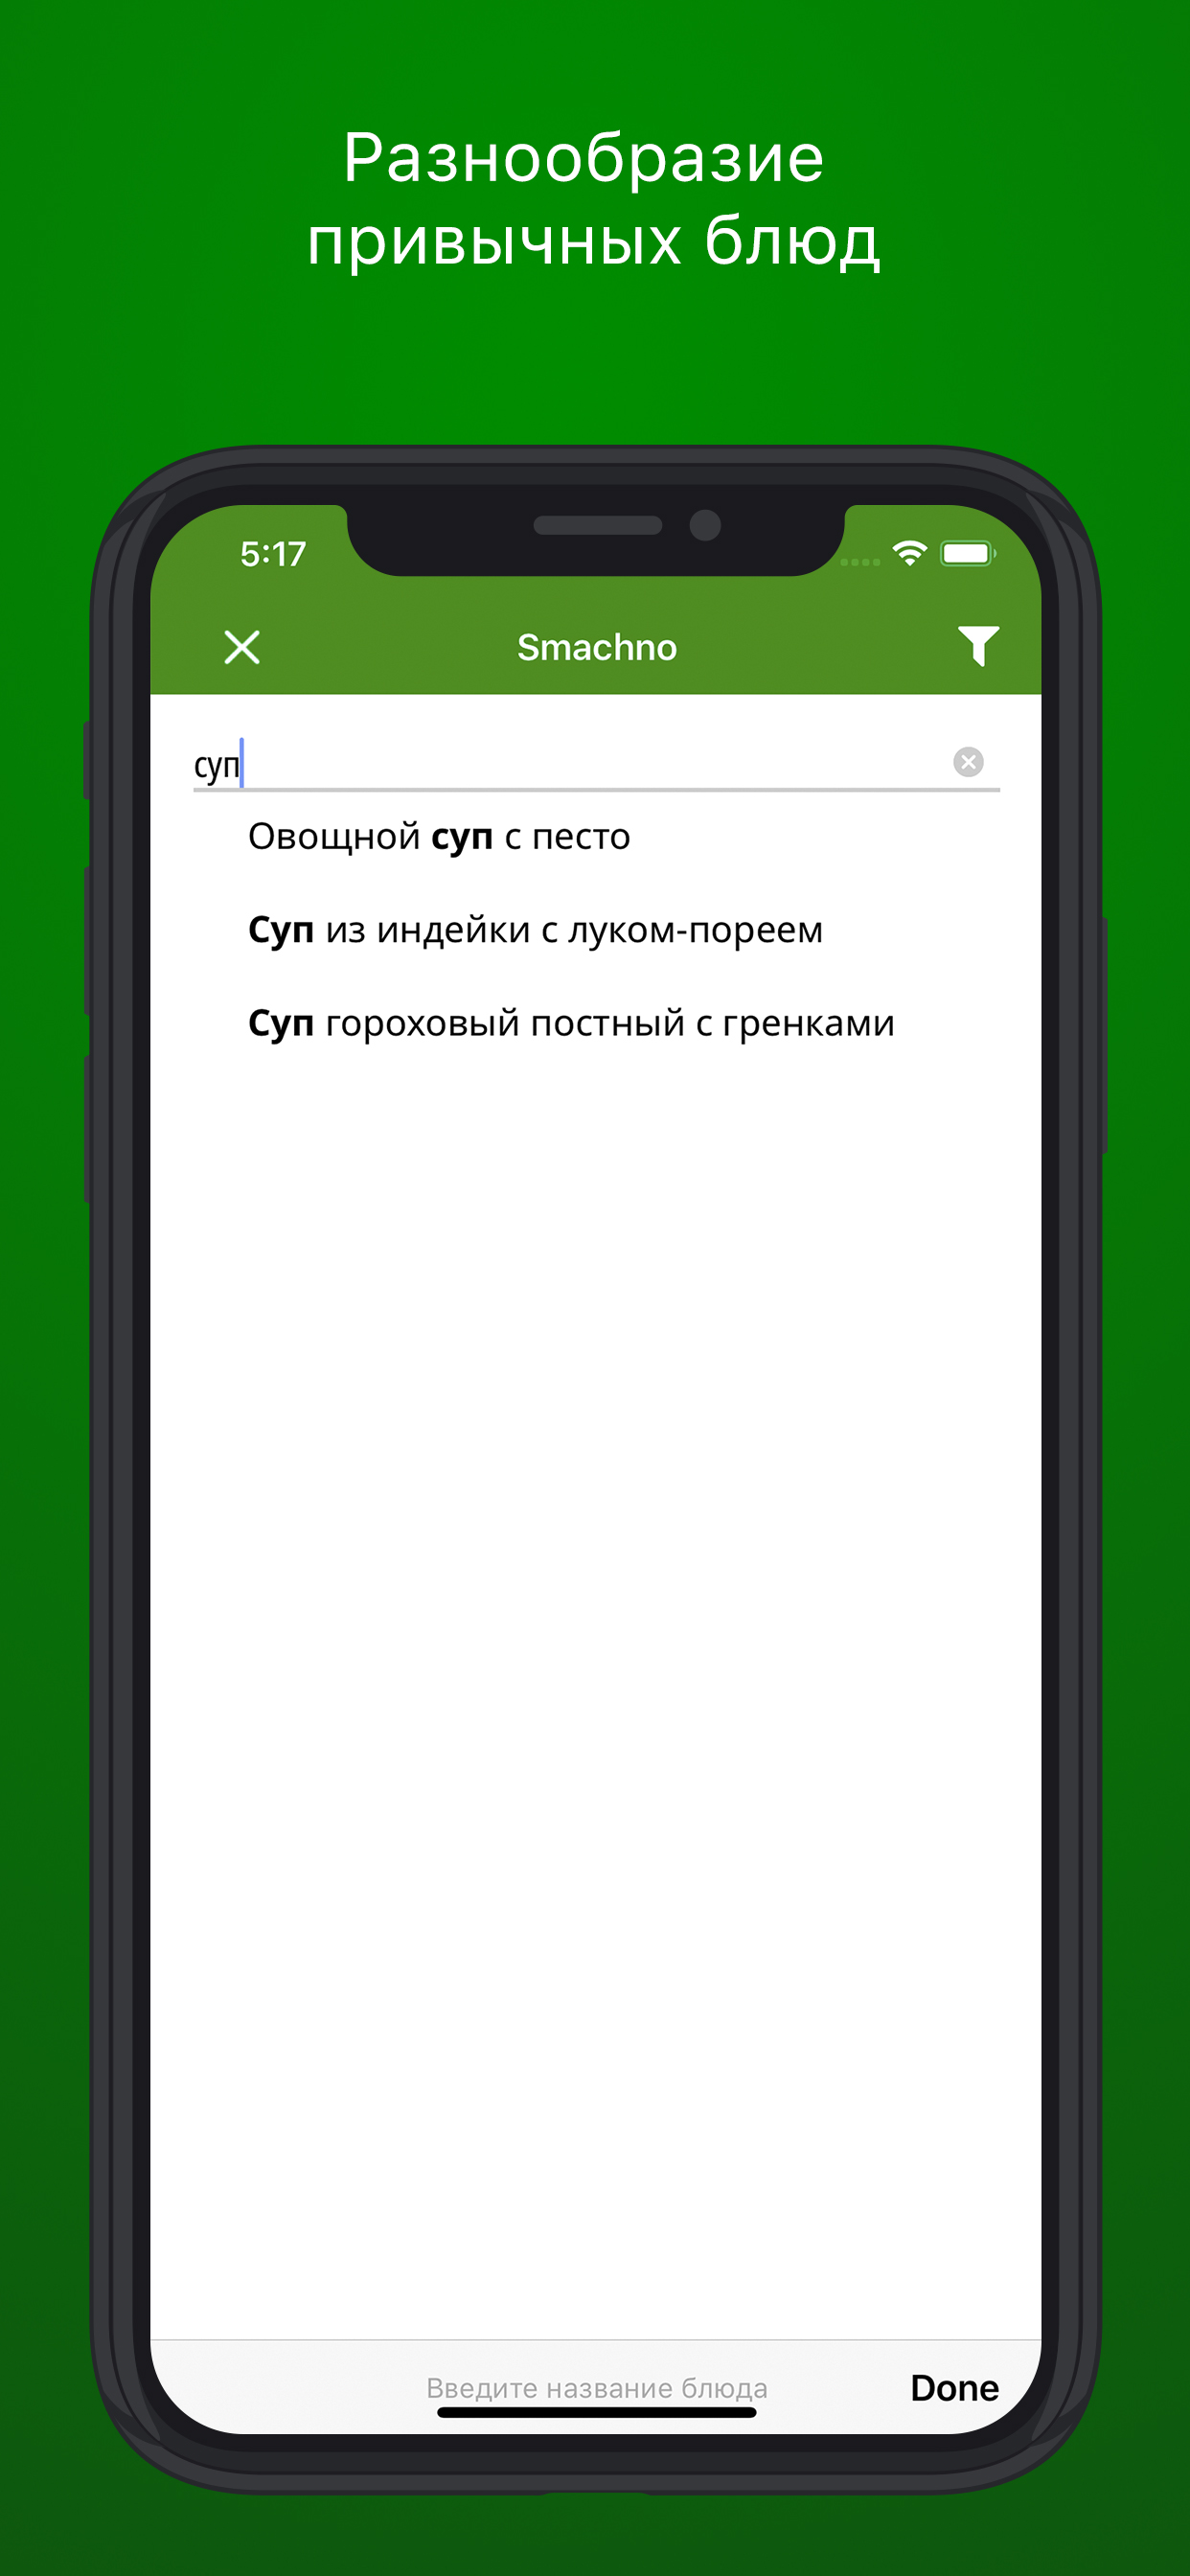 Разнообразие
привычных блюд
5:17
Smachno
суп
Овощной суп с песто
Суп из индейки с луком-пореем
Суп гороховый постный с гренками
Введите название блюда
Done